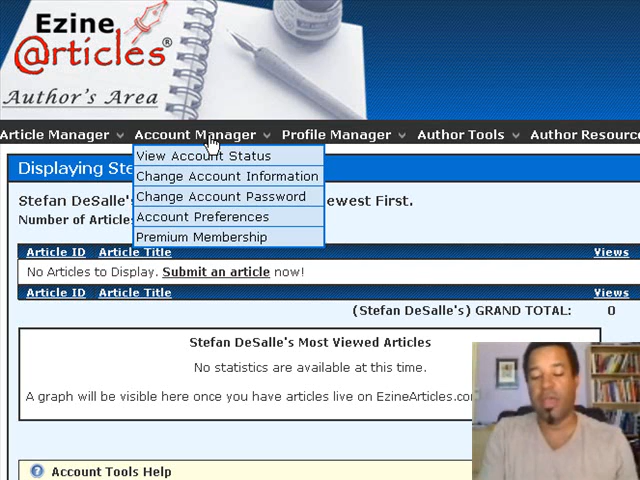 Ezine
@rticles®
Author's Area
Article Manager Account Manager Profile Manager Author Tools Author Resourc
View Account Status
Change Account Information
Change Account Password
Account Preferences
Premium Membership
Displaying Ste
Stefan DeSalle's ewest First.
Number of Articles
Article ID Article Title Views
No Articles to Display. Submit an article now!
Article ID Article Title Views
(Stefan DeSalle's) GRAND TOTAL: 0
Stefan DeSalle's Most Viewed Articles
No statistics are available at this time.
A graph will be visible here once you have articles live on EzineArticles.co
Account Tools Help